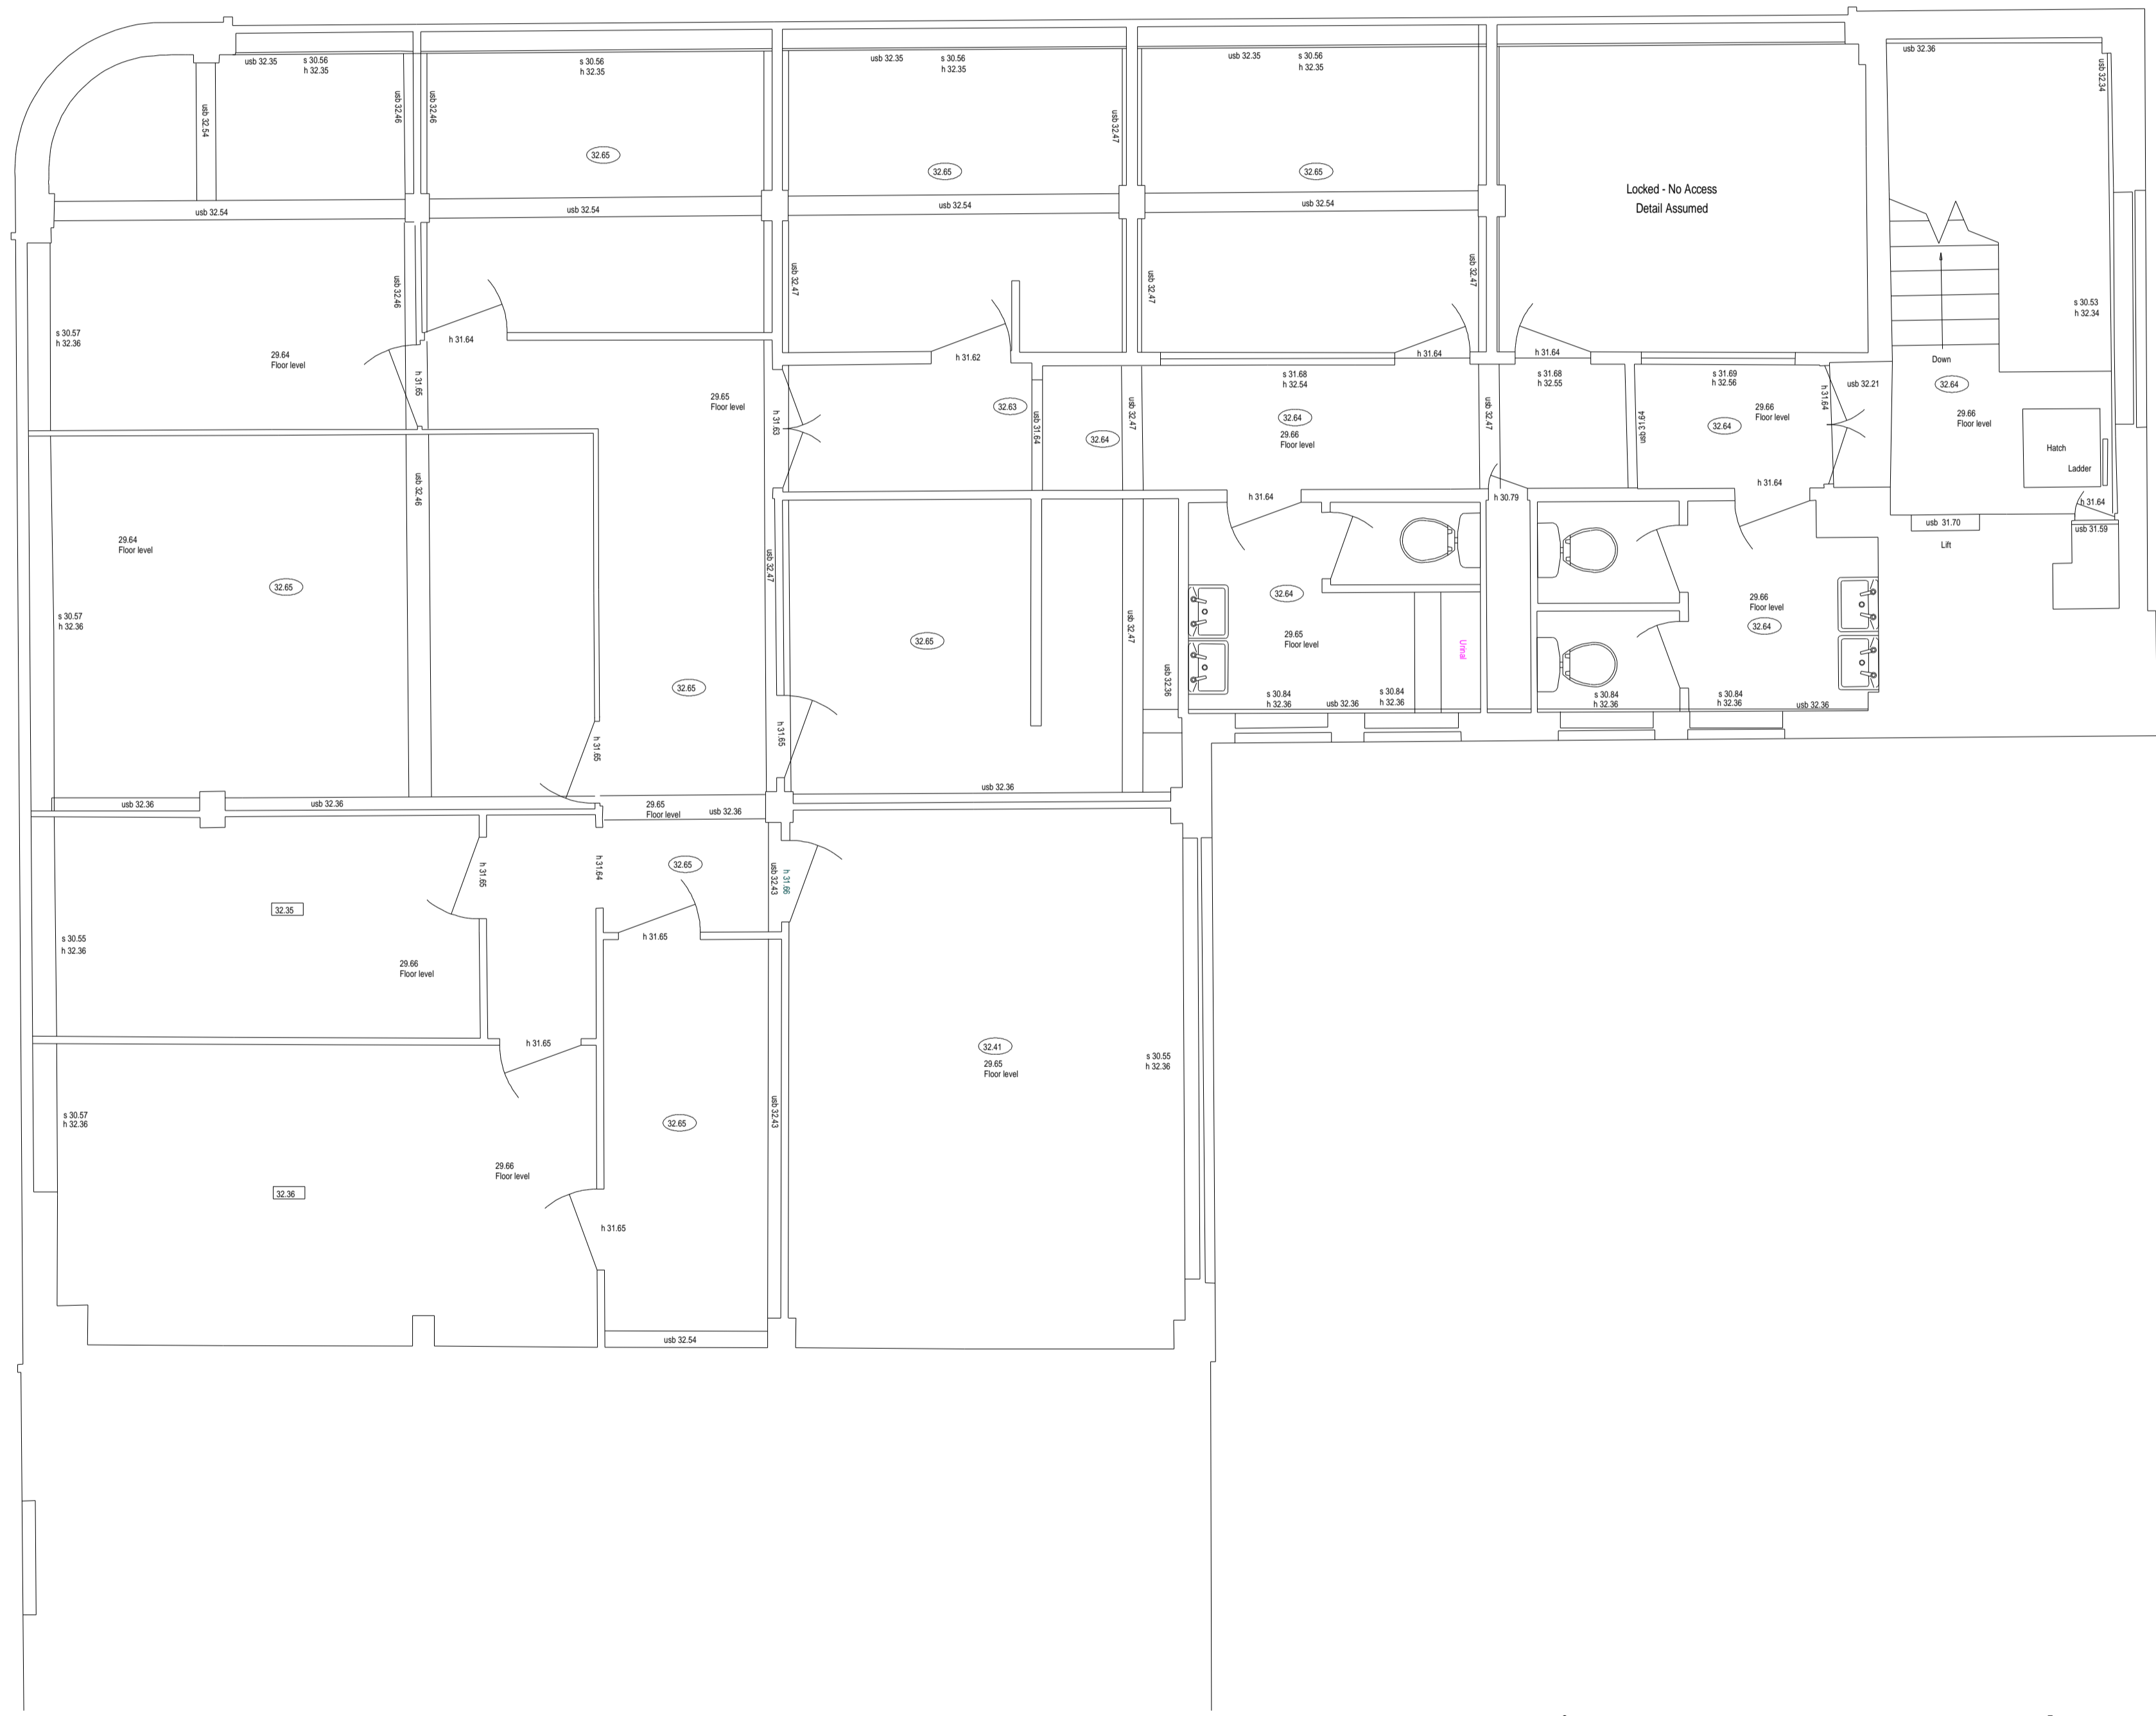 usb 32.35
s 30.56
h 32.35
s 30.56
h 32.35
usb 32.35
s 30.56
h 32.35
usb 32.35
s 30.56
h 32.35
usb 32.36
usb 32.34
usb 32.54
usb 32.46
usb 32.46
usb 32.47
32.65
32.65
32.65
Locked - No Access
Detail Assumed
usb 32.54
usb 32.54
usb 32.54
usb 32.54
usb 32.46
usb 32.47
usb 32.47
usb 32.47
s 30.53
h 32.34
s 30.57
h 32.36
29.64
Floor level
h 31.64
h 31.62
h 31.64
h 31.64
Down
h 31.65
29.65
Floor level
h 31.63
32.63
usb 31.64
32.64
usb 32.47
s 31.68
h 32.54
32.64
29.66
Floor level
usb 32.47
s 31.68
h 32.55
usb 31.64
s 31.69
h 32.56
32.64
29.66
Floor level
h 31.64
usb 32.21
32.64
29.66
Floor level
Hatch
Ladder
usb 32.46
h 31.64
h 30.79
h 31.64
h 31.64
usb 31.70
usb 31.59
Lift
29.64
Floor level
32.65
s 30.57
h 32.36
usb 32.47
32.65
usb 32.47
usb 32.36
32.64
29.65
Floor level
Urinal
29.66
Floor level
32.64
32.65
s 30.84
h 32.36
usb 32.36
s 30.84
h 32.36
s 30.84
h 32.36
s 30.84
h 32.36
usb 32.36
h 31.65
h 31.65
usb 32.36
usb 32.36
29.65
Floor level
usb 32.36
usb 32.36
h 31.65
h 31.64
32.65
usb 32.43
h 31.66
32.35
s 30.55
h 32.36
29.66
Floor level
h 31.65
h 31.65
32.41
29.65
Floor level
s 30.55
h 32.36
s 30.57
h 32.36
32.65
usb 32.43
29.66
Floor level
32.36
h 31.65
usb 32.54